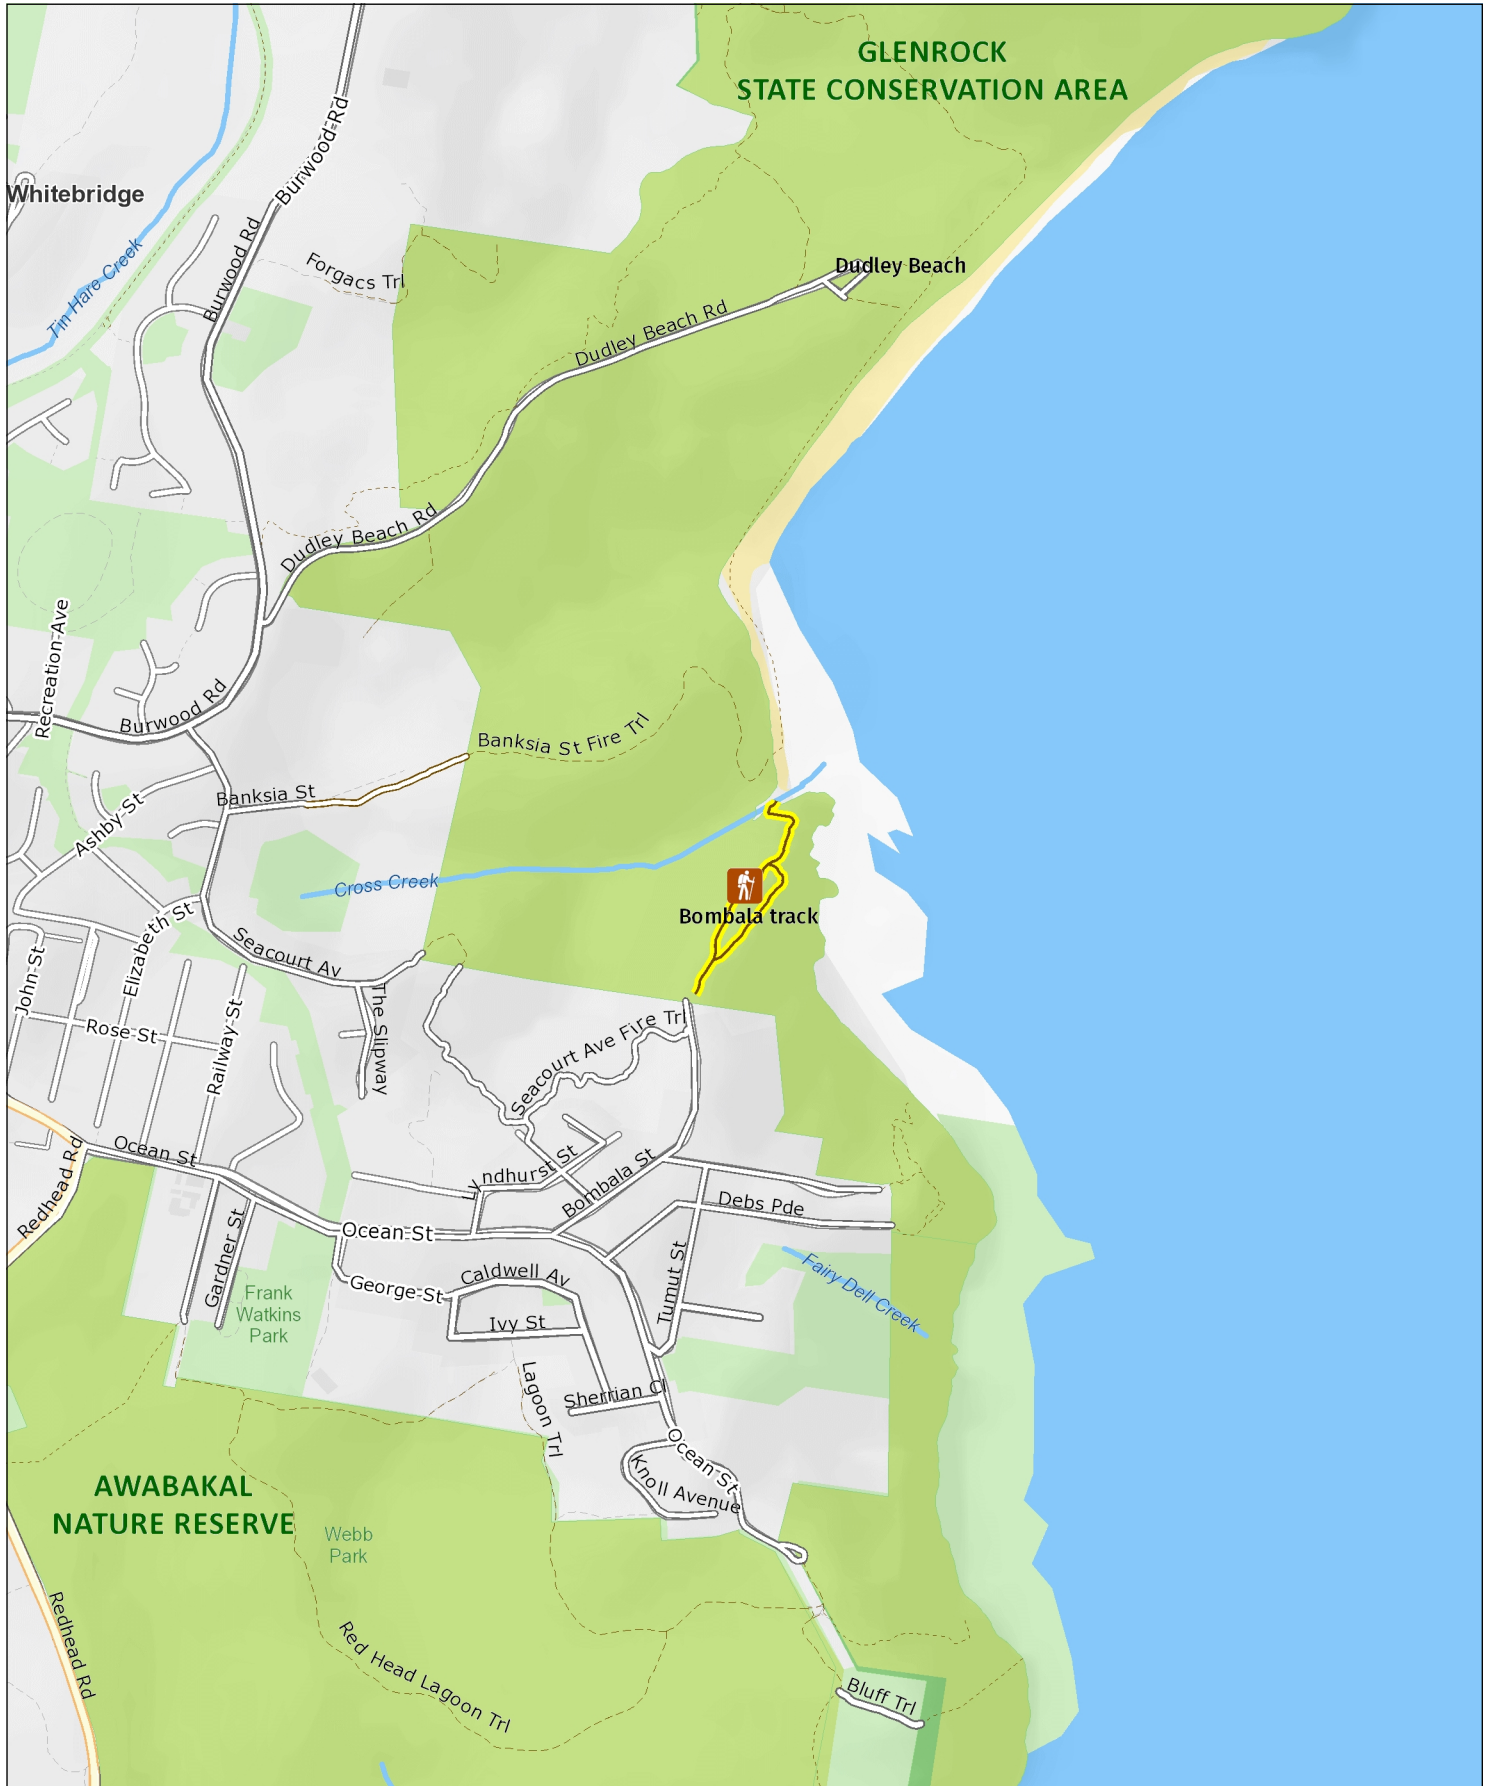 GLENROCK
STATE CONSERVATION AREA
Burwood Rd
Whitebridge
Burwood Rd
Tin Hare Creek
Forgacs Trl
Dudley Beach
Dudley Beach Rd
Dudley Beach Rd
Recreation Ave
Burwood Rd
Banksia St Fire Trl
Banksia St
Ashby St
Cross Creek
Bombala track
Elizabeth St
Seacourt Av
John St
The Slipway
Rose St
Railway St
Seacourt Ave Fire Trl
Ocean St
Redhead Rd
Lyndhurst St
Bombala St
Debs Pde
Gardner St
Ocean St
Tumut St
Fairy Dell Creek
Caldwell Av
George St
Frank
Watkins
Park
Ivy St
Lagoon Trl
Sherrian Cl
Ocean St
Knoll Avenue
AWABAKAL
NATURE RESERVE
Webb
Park
Redhead Rd
Red Head Lagoon Trl
Bluff Trl